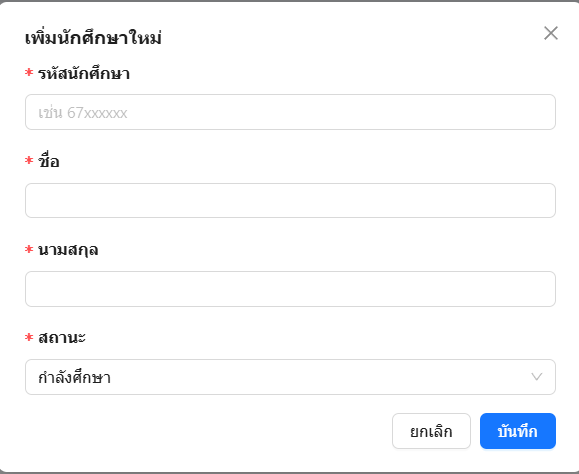 เพิ่มนักศึกษาใหม่
* รหัสนักศึกษา
เช่น 67xxxxxx
* ชื่อ
* นามสกุล
* สถานะ
กำลังศึกษา
ยกเลิก บันทึก